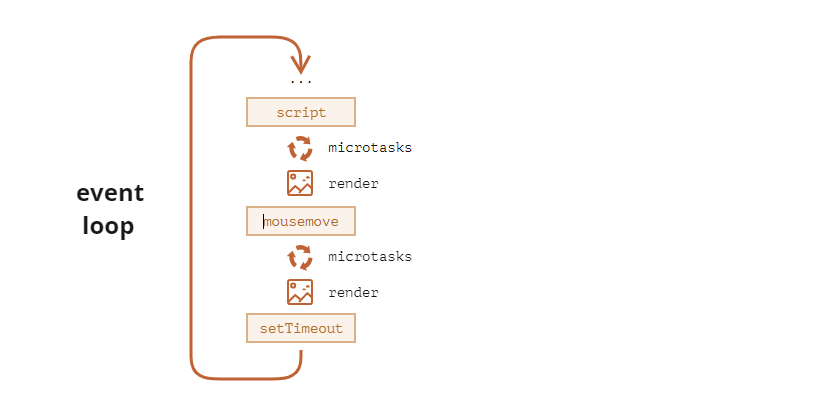 ...
script
microtasks
render
event
loop
mousemove
microtasks
render
setTimeout